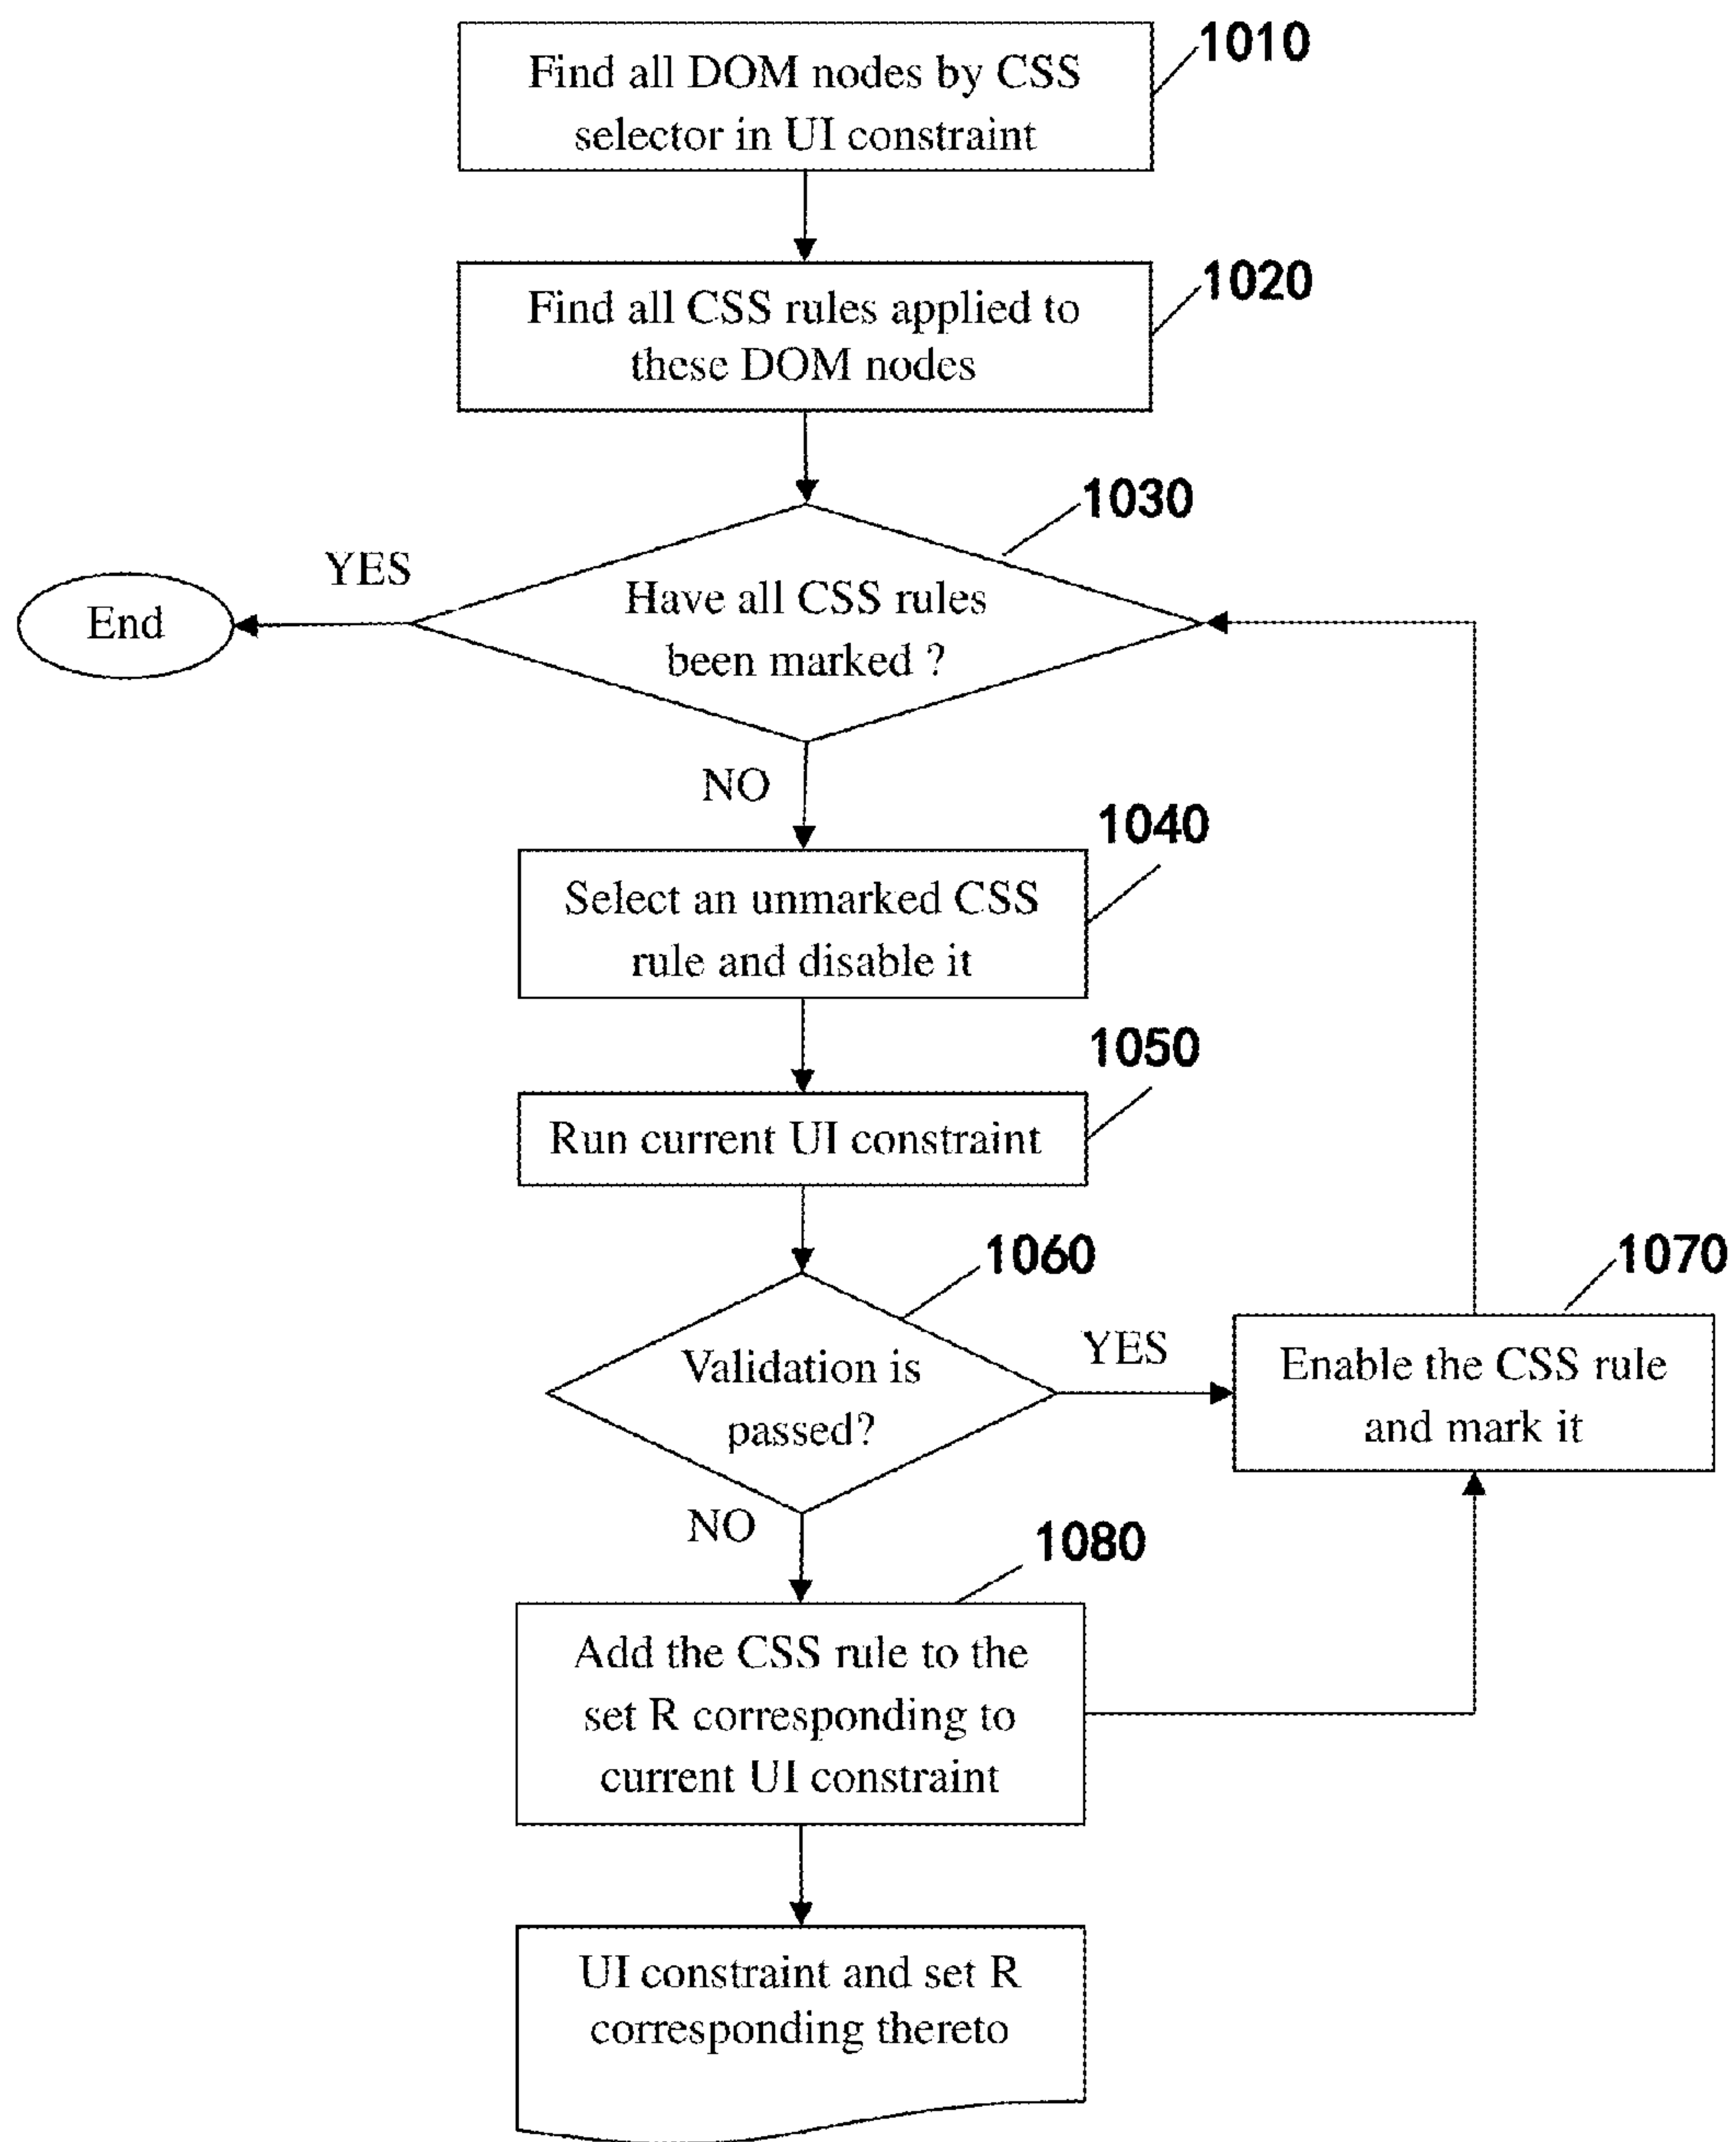 1010
Find all DOM nodes by CSS
selector in UI constraint
1020
Find all CSS rules applied to
these DOM nodes
1030
YES
End
Have all CSS rules
been marked ?
NO
1040
Select an unmarked CSS
rule and disable it
1050
Run current UI constraint
1060
1070
YES
Validation is
passed?
Enable the CSS rule
and mark it
NO
1080
Add the CSS rule to the
set R corresponding to
current UI constraint
UI constraint and set R
corresponding thereto